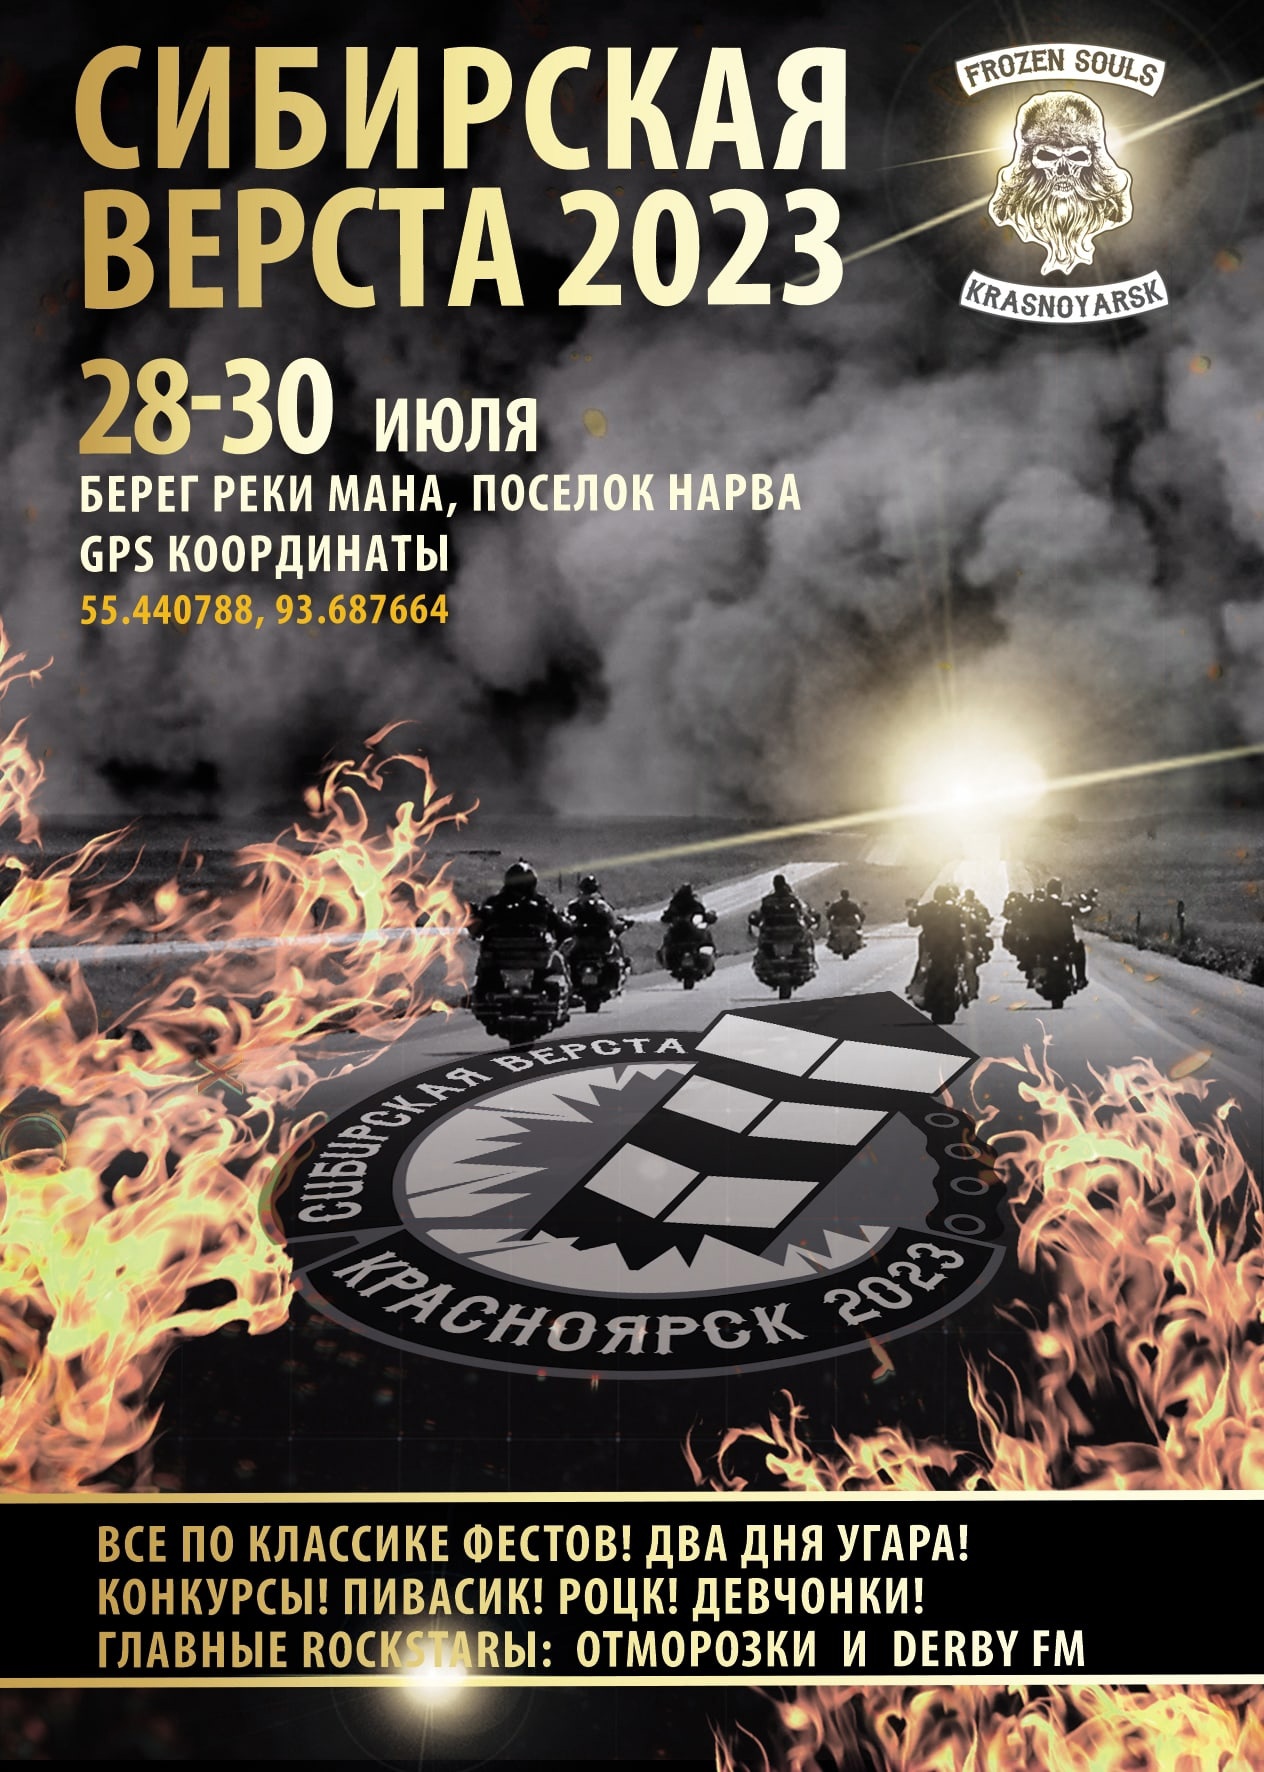 СИБИРСКАЯ
ВЕРСТА 2023
FROZEN SOULS
KRASNOYARSK
28-30 ИЮЛЯ
БЕРЕГ РЕКИ МАНА, ПОСЕЛОК НАРВА
GPS КООРДИНАТЫ
55.440788, 93.687664
СИБИРСКАЯ ВЕРСТА
КРАСНОЯРСК 2023
ВСЕ ПО КЛАССИКЕ ФЕСТОВ! ДВА ДНЯ УГАРА!
КОНКУРСЫ! ПИВАСИК! РОЦК! ДЕВЧОНКИ!
ГЛАВНЫЕ ROCKSTARЫ: ОТМОРОЗКИ И DERBY FM